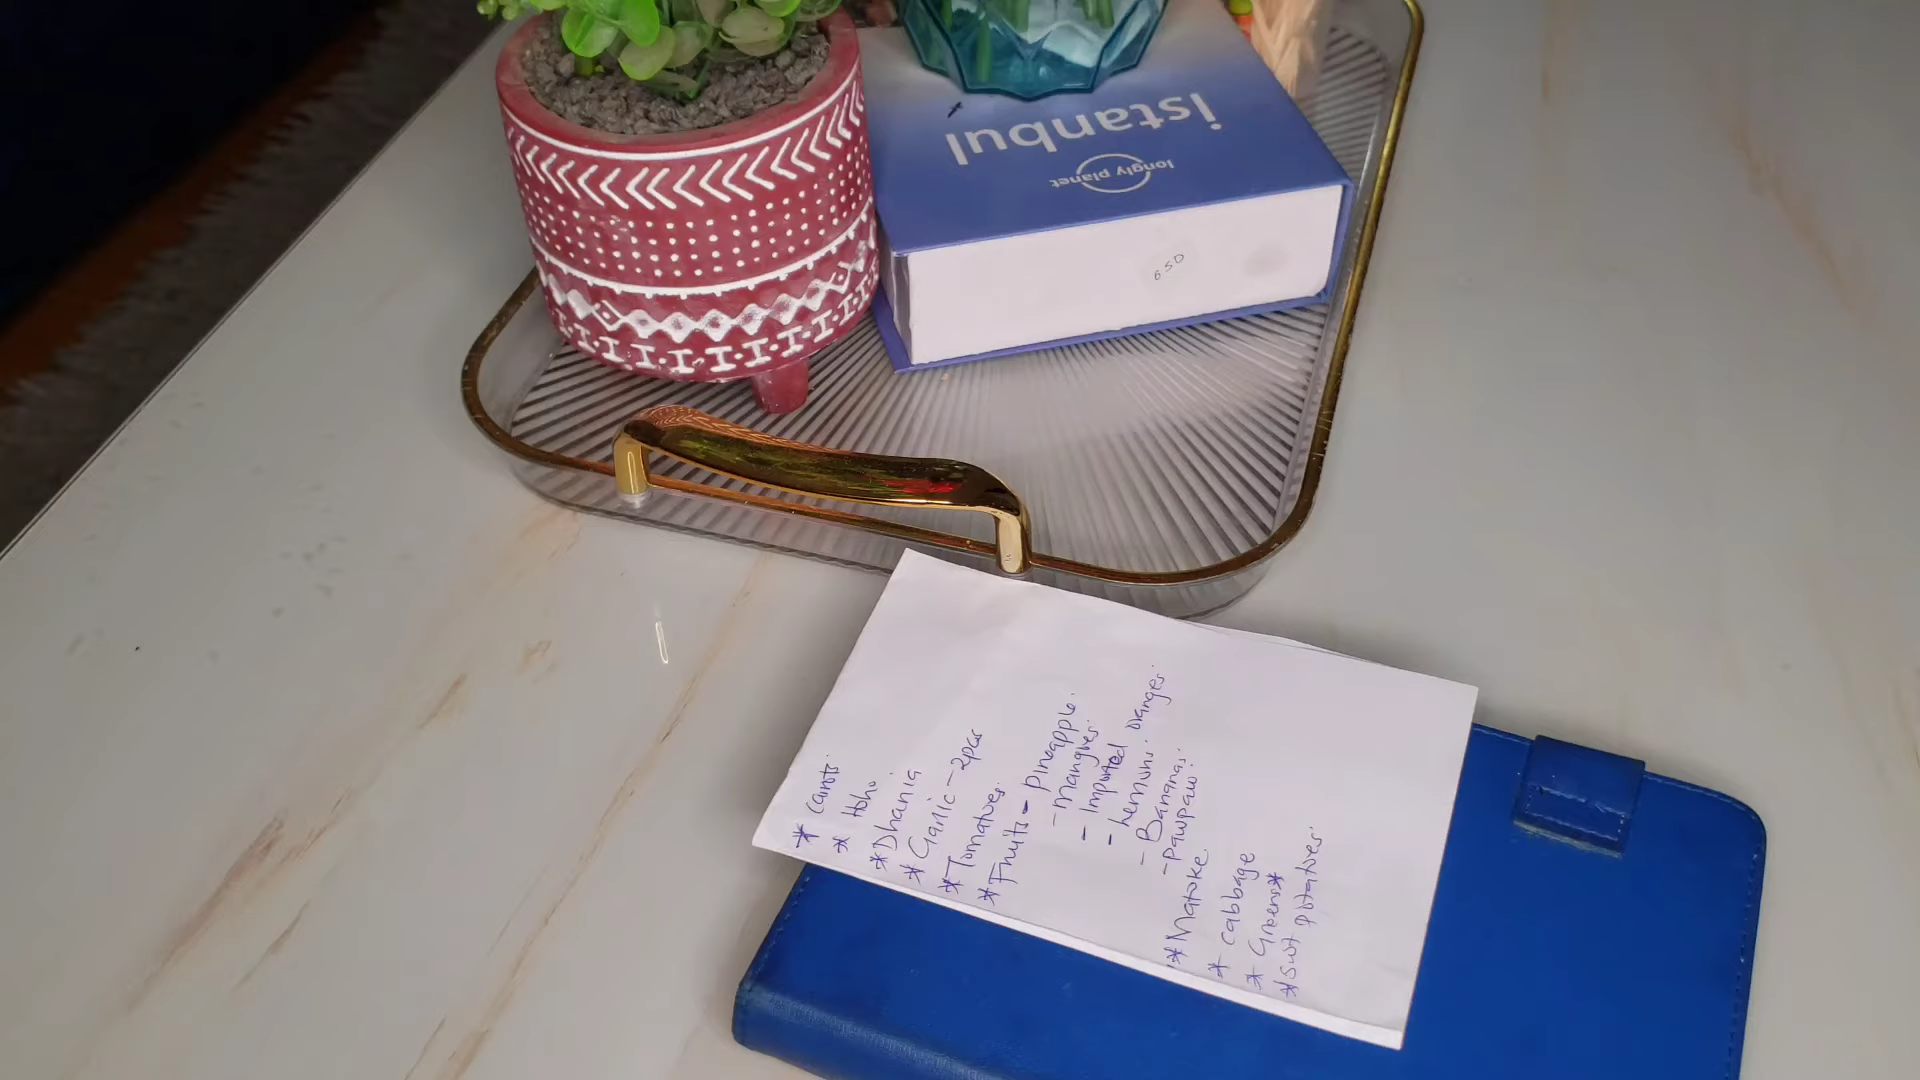 istanbul
lonely planet
650
* Carrots
* Hoho
* Dhania
* Garlic - 2pcs
* Tomatoes.
* Fruits - pineapple.
- mangoes.
- Imported oranges.
- Lemons.
- Bananas.
- pawpaw.
* Matoke
* cabbage
* Greens*
* Swt potatoes.